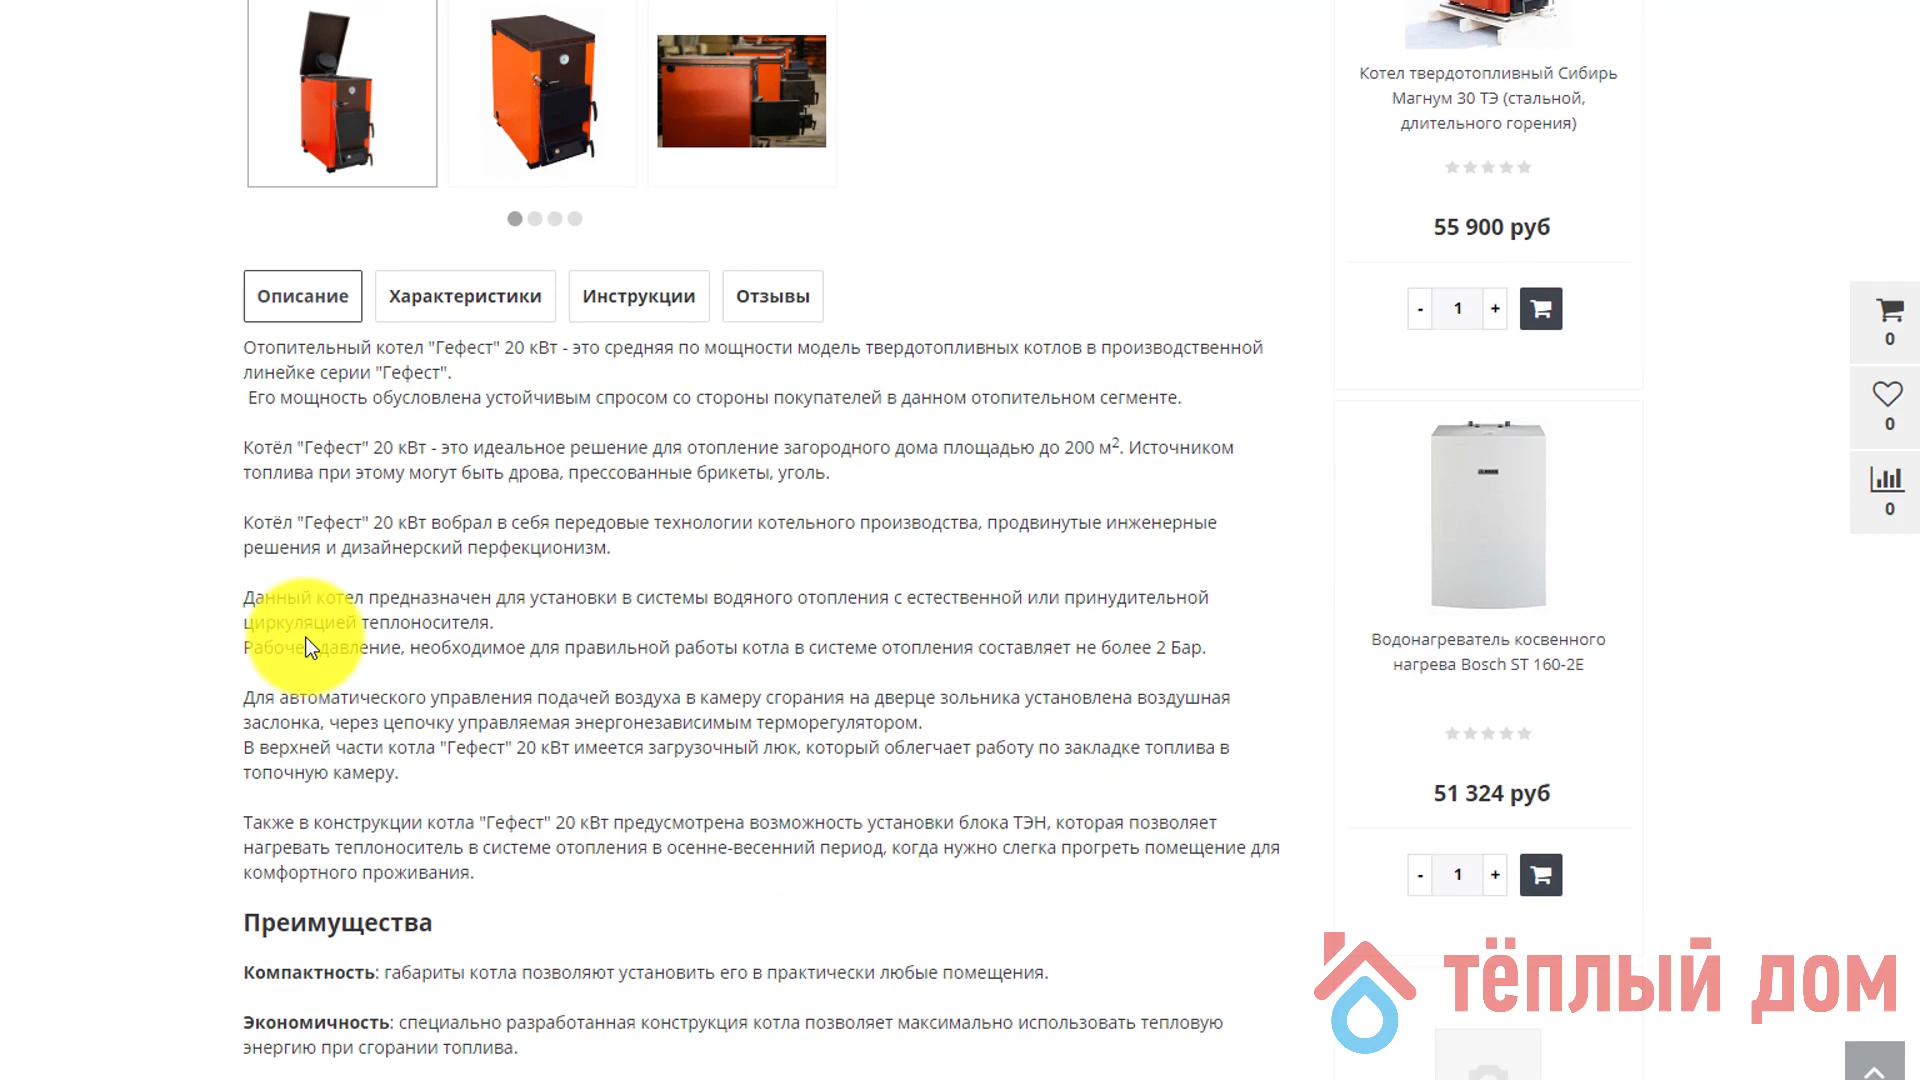 Описание
Характеристики
Инструкции
Отзывы
Отопительный котел "Гефест" 20 кВт - это средняя по мощности модель твердотопливных котлов в производственной
линейке серии "Гефест".
Его мощность обусловлена устойчивым спросом со стороны покупателей в данном отопительном сегменте.
Котёл "Гефест" 20 кВт - это идеальное решение для отопление загородного дома площадью до 200 м². Источником
топлива при этому могут быть дрова, прессованные брикеты, уголь.
Котёл "Гефест" 20 кВт вобрал в себя передовые технологии котельного производства, продвинутые инженерные
решения и дизайнерский перфекционизм.
Данный котел предназначен для установки в системы водяного отопления с естественной или принудительной
циркуляцией теплоносителя.
Рабочее давление, необходимое для правильной работы котла в системе отопления составляет не более 2 Бар.
Для автоматического управления подачей воздуха в камеру сгорания на дверце зольника установлена воздушная
заслонка, через цепочку управляемая энергонезависимым терморегулятором.
В верхней части котла "Гефест" 20 кВт имеется загрузочный люк, который облегчает работу по закладке топлива в
топочную камеру.
Также в конструкции котла "Гефест" 20 кВт предусмотрена возможность установки блока ТЭН, которая позволяет
нагревать теплоноситель в системе отопления в осенне-весенний период, когда нужно слегка прогреть помещение для
комфортного проживания.
Преимущества
Компактность: габариты котла позволяют установить его в практически любые помещения.
Экономичность: специально разработанная конструкция котла позволяет максимально использовать тепловую
энергию при сгорании топлива.
Котел твердотопливный Сибирь
Магнум 30 ТЭ (стальной,
длительного горения)
55 900 руб
- 1 +
Водонагреватель косвенного
нагрева Bosch ST 160-2E
51 324 руб
- 1 +
0
0
0
тёплый дом